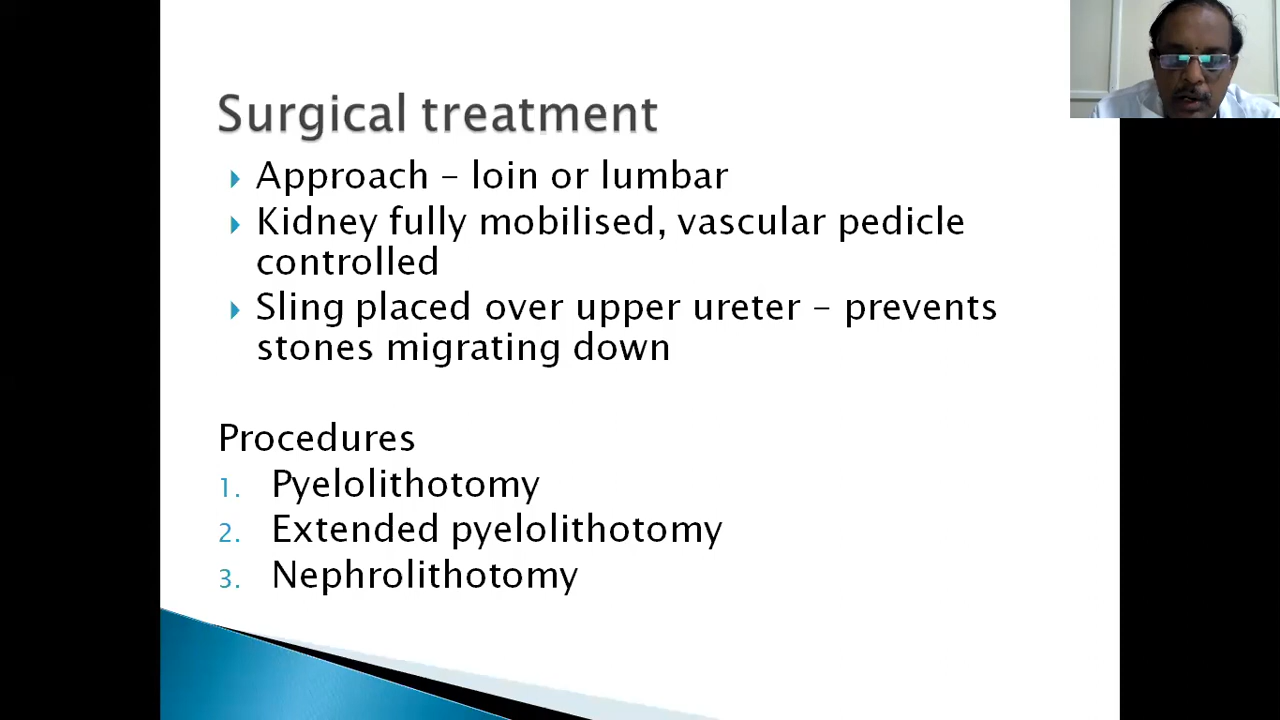 Surgical treatment
Approach – loin or lumbar
Kidney fully mobilised, vascular pedicle
controlled
Sling placed over upper ureter – prevents
stones migrating down
Procedures
1. Pyelolithotomy
2. Extended pyelolithotomy
3. Nephrolithotomy